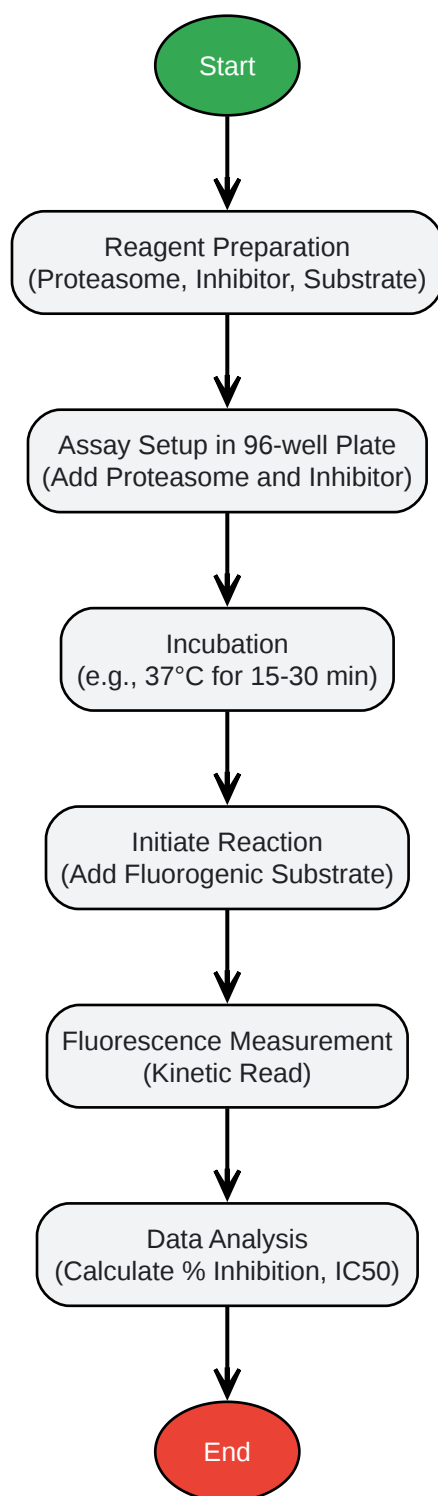 Start
Reagent Preparation
(Proteasome, Inhibitor, Substrate)
Assay Setup in 96-well Plate
(Add Proteasome and Inhibitor)
Incubation
(e.g., 37°C for 15-30 min)
Initiate Reaction
(Add Fluorogenic Substrate)
Fluorescence Measurement
(Kinetic Read)
Data Analysis
(Calculate % Inhibition, IC50)
End